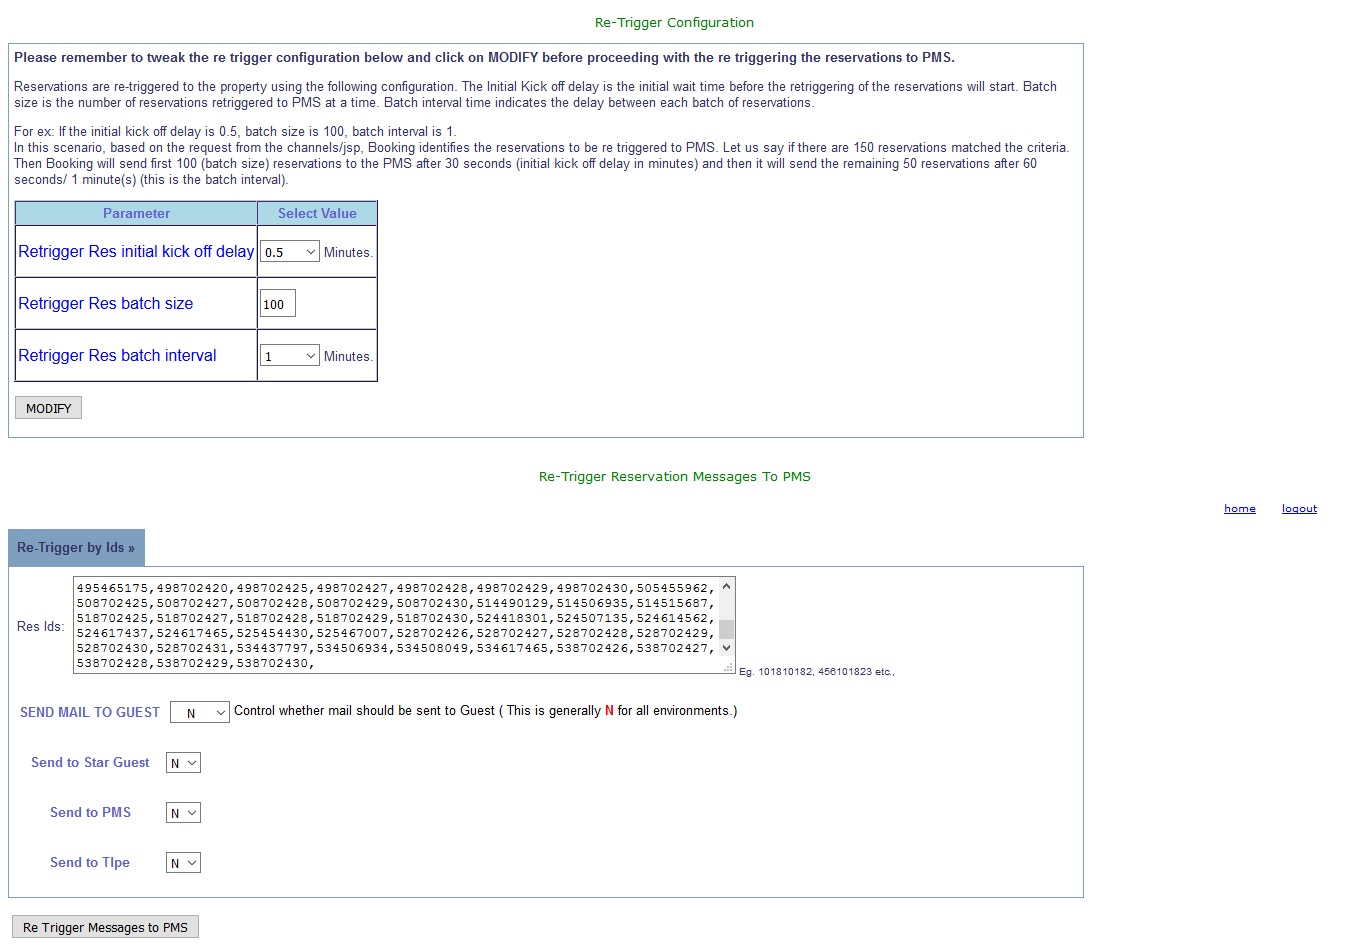 Re-Trigger Configuration
Please remember to tweak the re trigger configuration below and click on MODIFY before proceeding with the re triggering the reservations to PMS.
Reservations are re-triggered to the property using the following configuration. The Initial Kick off delay is the initial wait time before the retriggering of the reservations will start. Batch
size is the number of reservations retriggered to PMS at a time. Batch interval time indicates the delay between each batch of reservations.
For ex: If the initial kick off delay is 0.5, batch size is 100, batch interval is 1.
In this scenario, based on the request from the channels/jsp, Booking identifies the reservations to be re triggered to PMS. Let us say if there are 150 reservations matched the criteria.
Then Booking will send first 100 (batch size) reservations to the PMS after 30 seconds (initial kick off delay in minutes) and then it will send the remaining 50 reservations after 60
seconds/ 1 minute(s) (this is the batch interval).
Parameter Select Value
Retrigger Res initial kick off delay 0.5 Minutes.
Retrigger Res batch size 100
Retrigger Res batch interval 1 Minutes.
MODIFY
Re-Trigger Reservation Messages To PMS
home logout
Re-Trigger by Ids »
Res Ids:
495465175,498702420,498702425,498702427,498702428,498702429,498702430,505455962,
508702425,508702427,508702428,508702429,508702430,514490129,514506935,514515687,
518702425,518702427,518702428,518702429,518702430,524418301,524507135,524614562,
524617437,524617465,525454430,525467007,528702426,528702427,528702428,528702429,
528702430,528702431,534437797,534506934,534508049,534617465,538702426,538702427,
538702428,538702429,538702430,
Eg. 101810182, 456101823 etc.,
SEND MAIL TO GUEST N Control whether mail should be sent to Guest ( This is generally N for all environments.)
Send to Star Guest N
Send to PMS N
Send to TIpe N
Re Trigger Messages to PMS